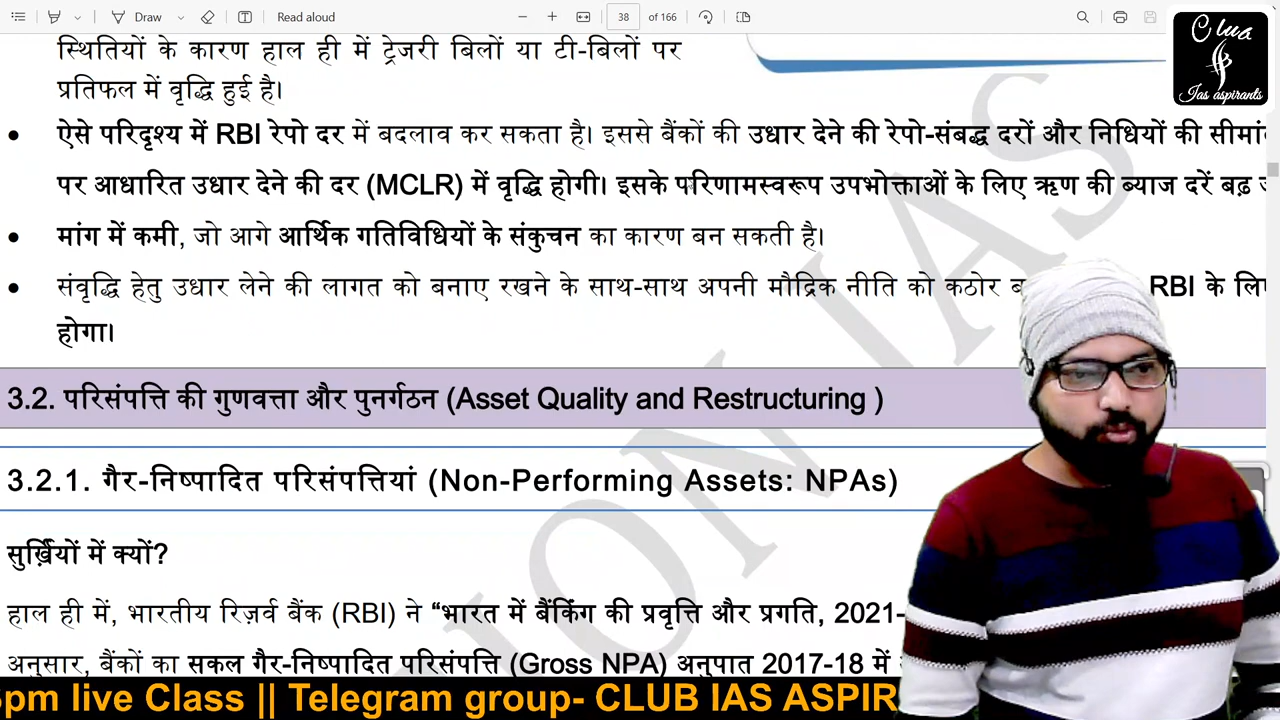 Draw
Read aloud
38
of 166
Clua
Ias aspirants
स्थितियों के कारण हाल ही में ट्रेजरी बिलों या टी-बिलों पर
प्रतिफल में वृद्धि हुई है।
• ऐसे परिदृश्य में RBI रेपो दर में बदलाव कर सकता है। इससे बैंकों की उधार देने की रेपो-संबद्ध दरों और निधियों की
पर आधारित उधार देने की दर (MCLR) में वृद्धि होगी। इसके परिणामस्वरूप उपभोक्ताओं के लिए ऋण की ब्याज दरें बढ़
• मांग में कमी, जो आगे आर्थिक गतिविधियों के संकुचन का कारण बन सकती है।
• संवृद्धि हेतु उधार लेने की लागत को बनाए रखने के साथ-साथ अपनी मौद्रिक नीति को कठोर RBI के
होगा।
3.2. परिसंपत्ति की गुणवत्ता और पुनर्गठन (Asset Quality and Restructuring )
3.2.1. गैर-निष्पादित परिसंपत्तियां (Non-Performing Assets: NPAs)
सुर्ख़ियों में क्यों?
हाल ही में, भारतीय रिज़र्व बैंक (RBI) ने “भारत में बैंकिंग की प्रवृत्ति और प्रगति, 2021-
अनुसार, बैंकों का सकल गैर-निष्पादित परिसंपत्ति (Gross NPA) अनुपात 2017-18 में
pm live Class || Telegram group- CLUB IAS ASPIR